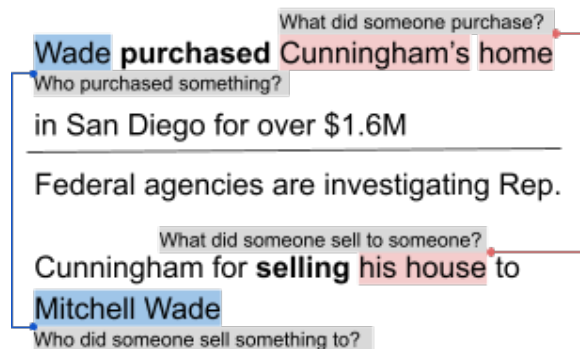 What did someone purchase?
Wade purchased Cunningham’s home
Who purchased something?
in San Diego for over $1.6M
Federal agencies are investigating Rep.
What did someone sell to someone?
Cunningham for selling his house to
Mitchell Wade
Who did someone sell something to?